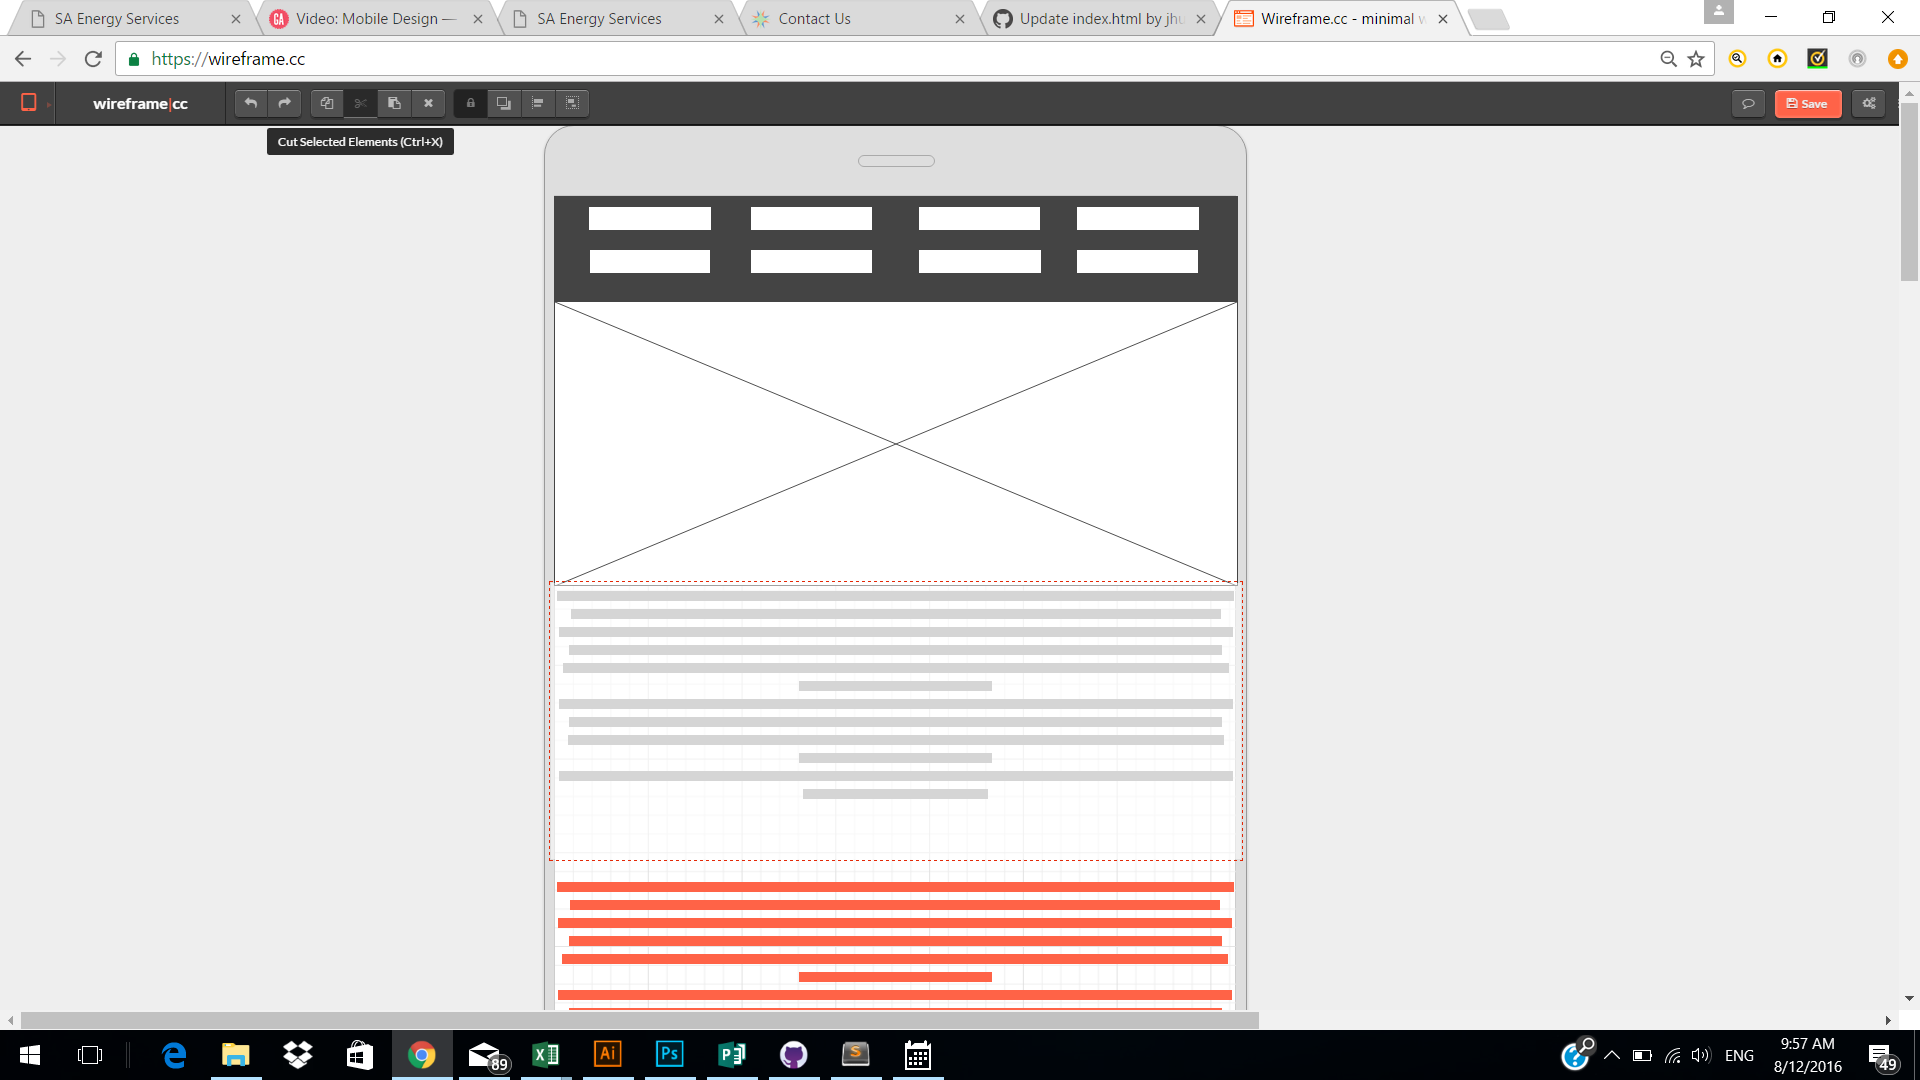 SA Energy Services
Video: Mobile Design —
SA Energy Services
Contact Us
Update index.html by jhu
Wireframe.cc - minimal w
https://wireframe.cc
wireframe|cc
Save
Cut Selected Elements (Ctrl+X)
89
ENG
9:57 AM
8/12/2016
49
GA
Ai
Ps